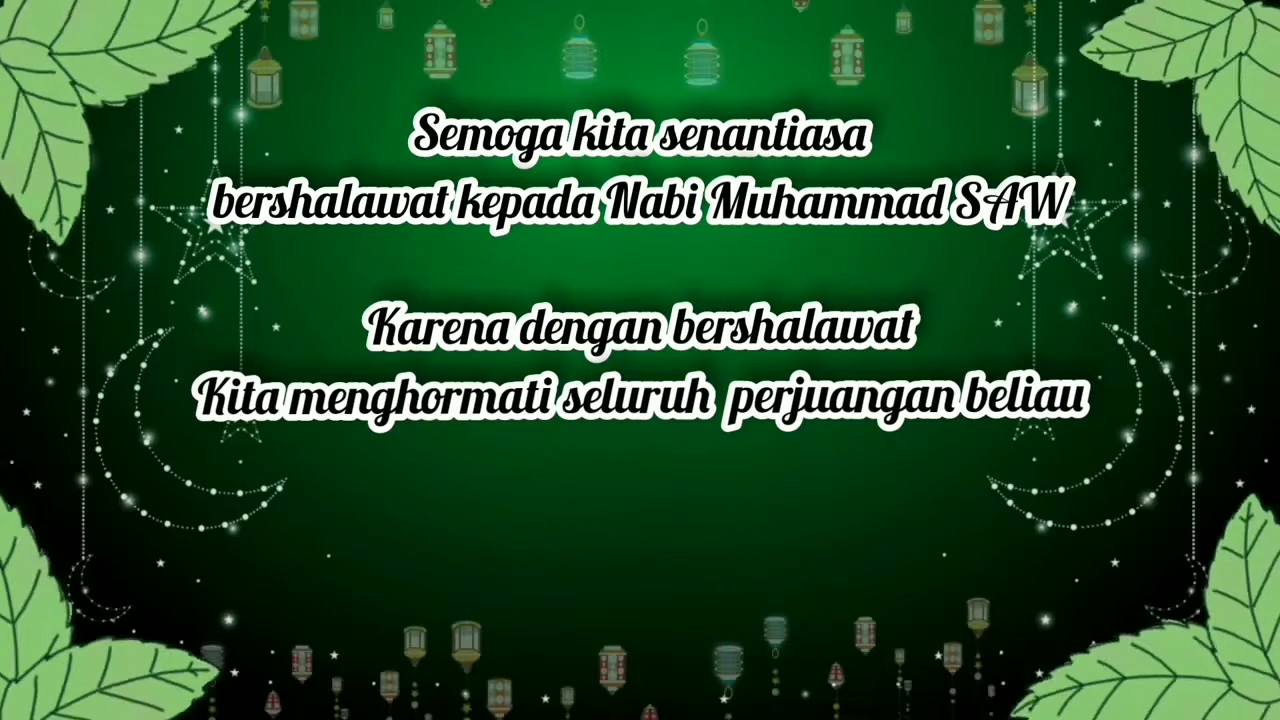 Semoga kita senantiasa
bershalawat kepada Nabi Muhammad SAW
Karena dengan bershalawat
Kita menghormati seluruh perjuangan beliau